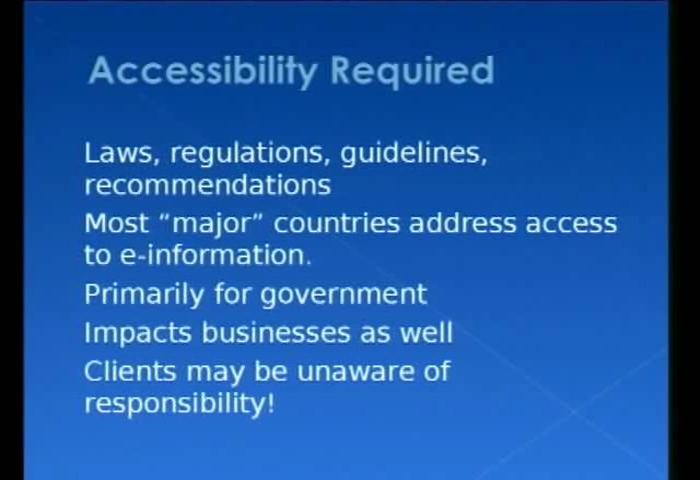 Accessibility Required
Laws, regulations, guidelines,
recommendations
Most “major” countries address access
to e-information.
Primarily for government
Impacts businesses as well
Clients may be unaware of
responsibility!